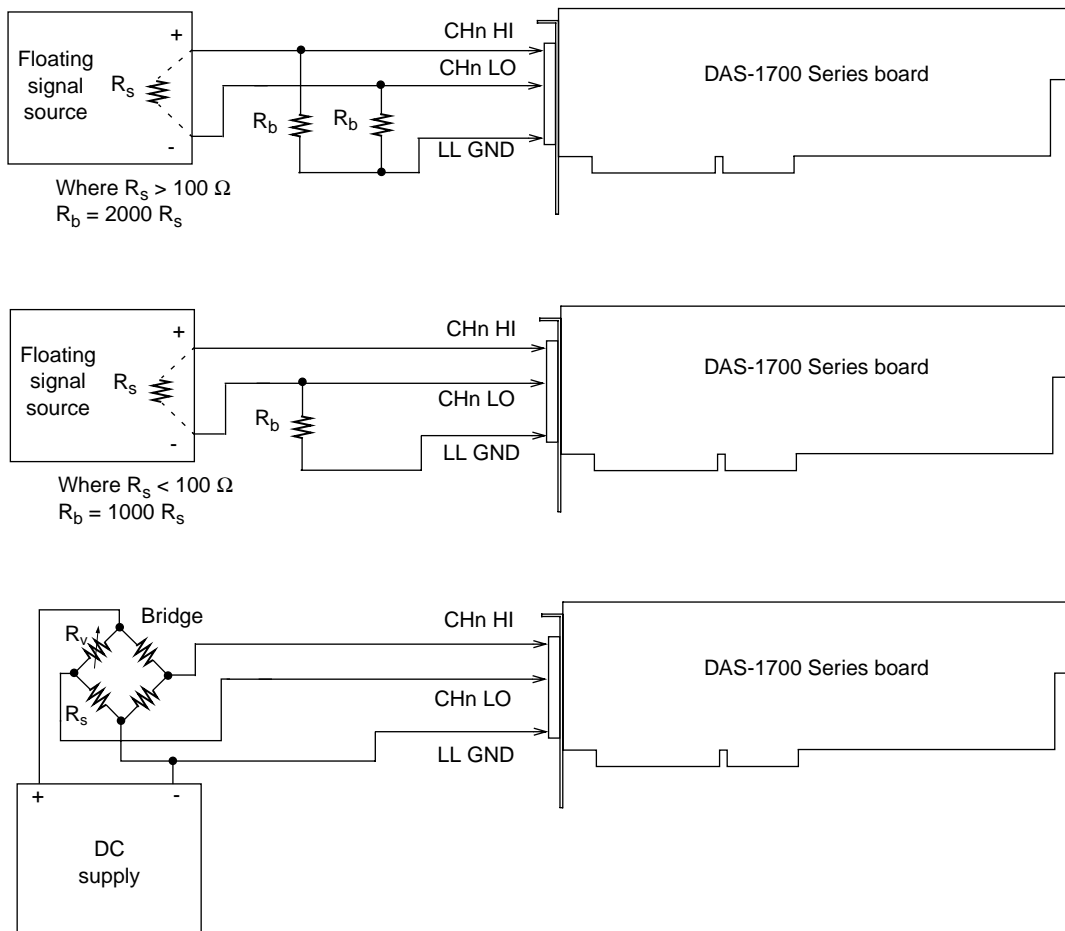 +
CHn HI
Floating
signal
source
Rs
CHn LO
DAS-1700 Series board
Rb
Rb
-
LL GND
Where Rs > 100 Ω
Rb = 2000 Rs
+
CHn HI
Floating
signal
source
Rs
DAS-1700 Series board
CHn LO
Rb
-
LL GND
Where Rs < 100 Ω
Rb = 1000 Rs
Bridge
CHn HI
Rv
DAS-1700 Series board
CHn LO
Rs
LL GND
+
-
DC
supply